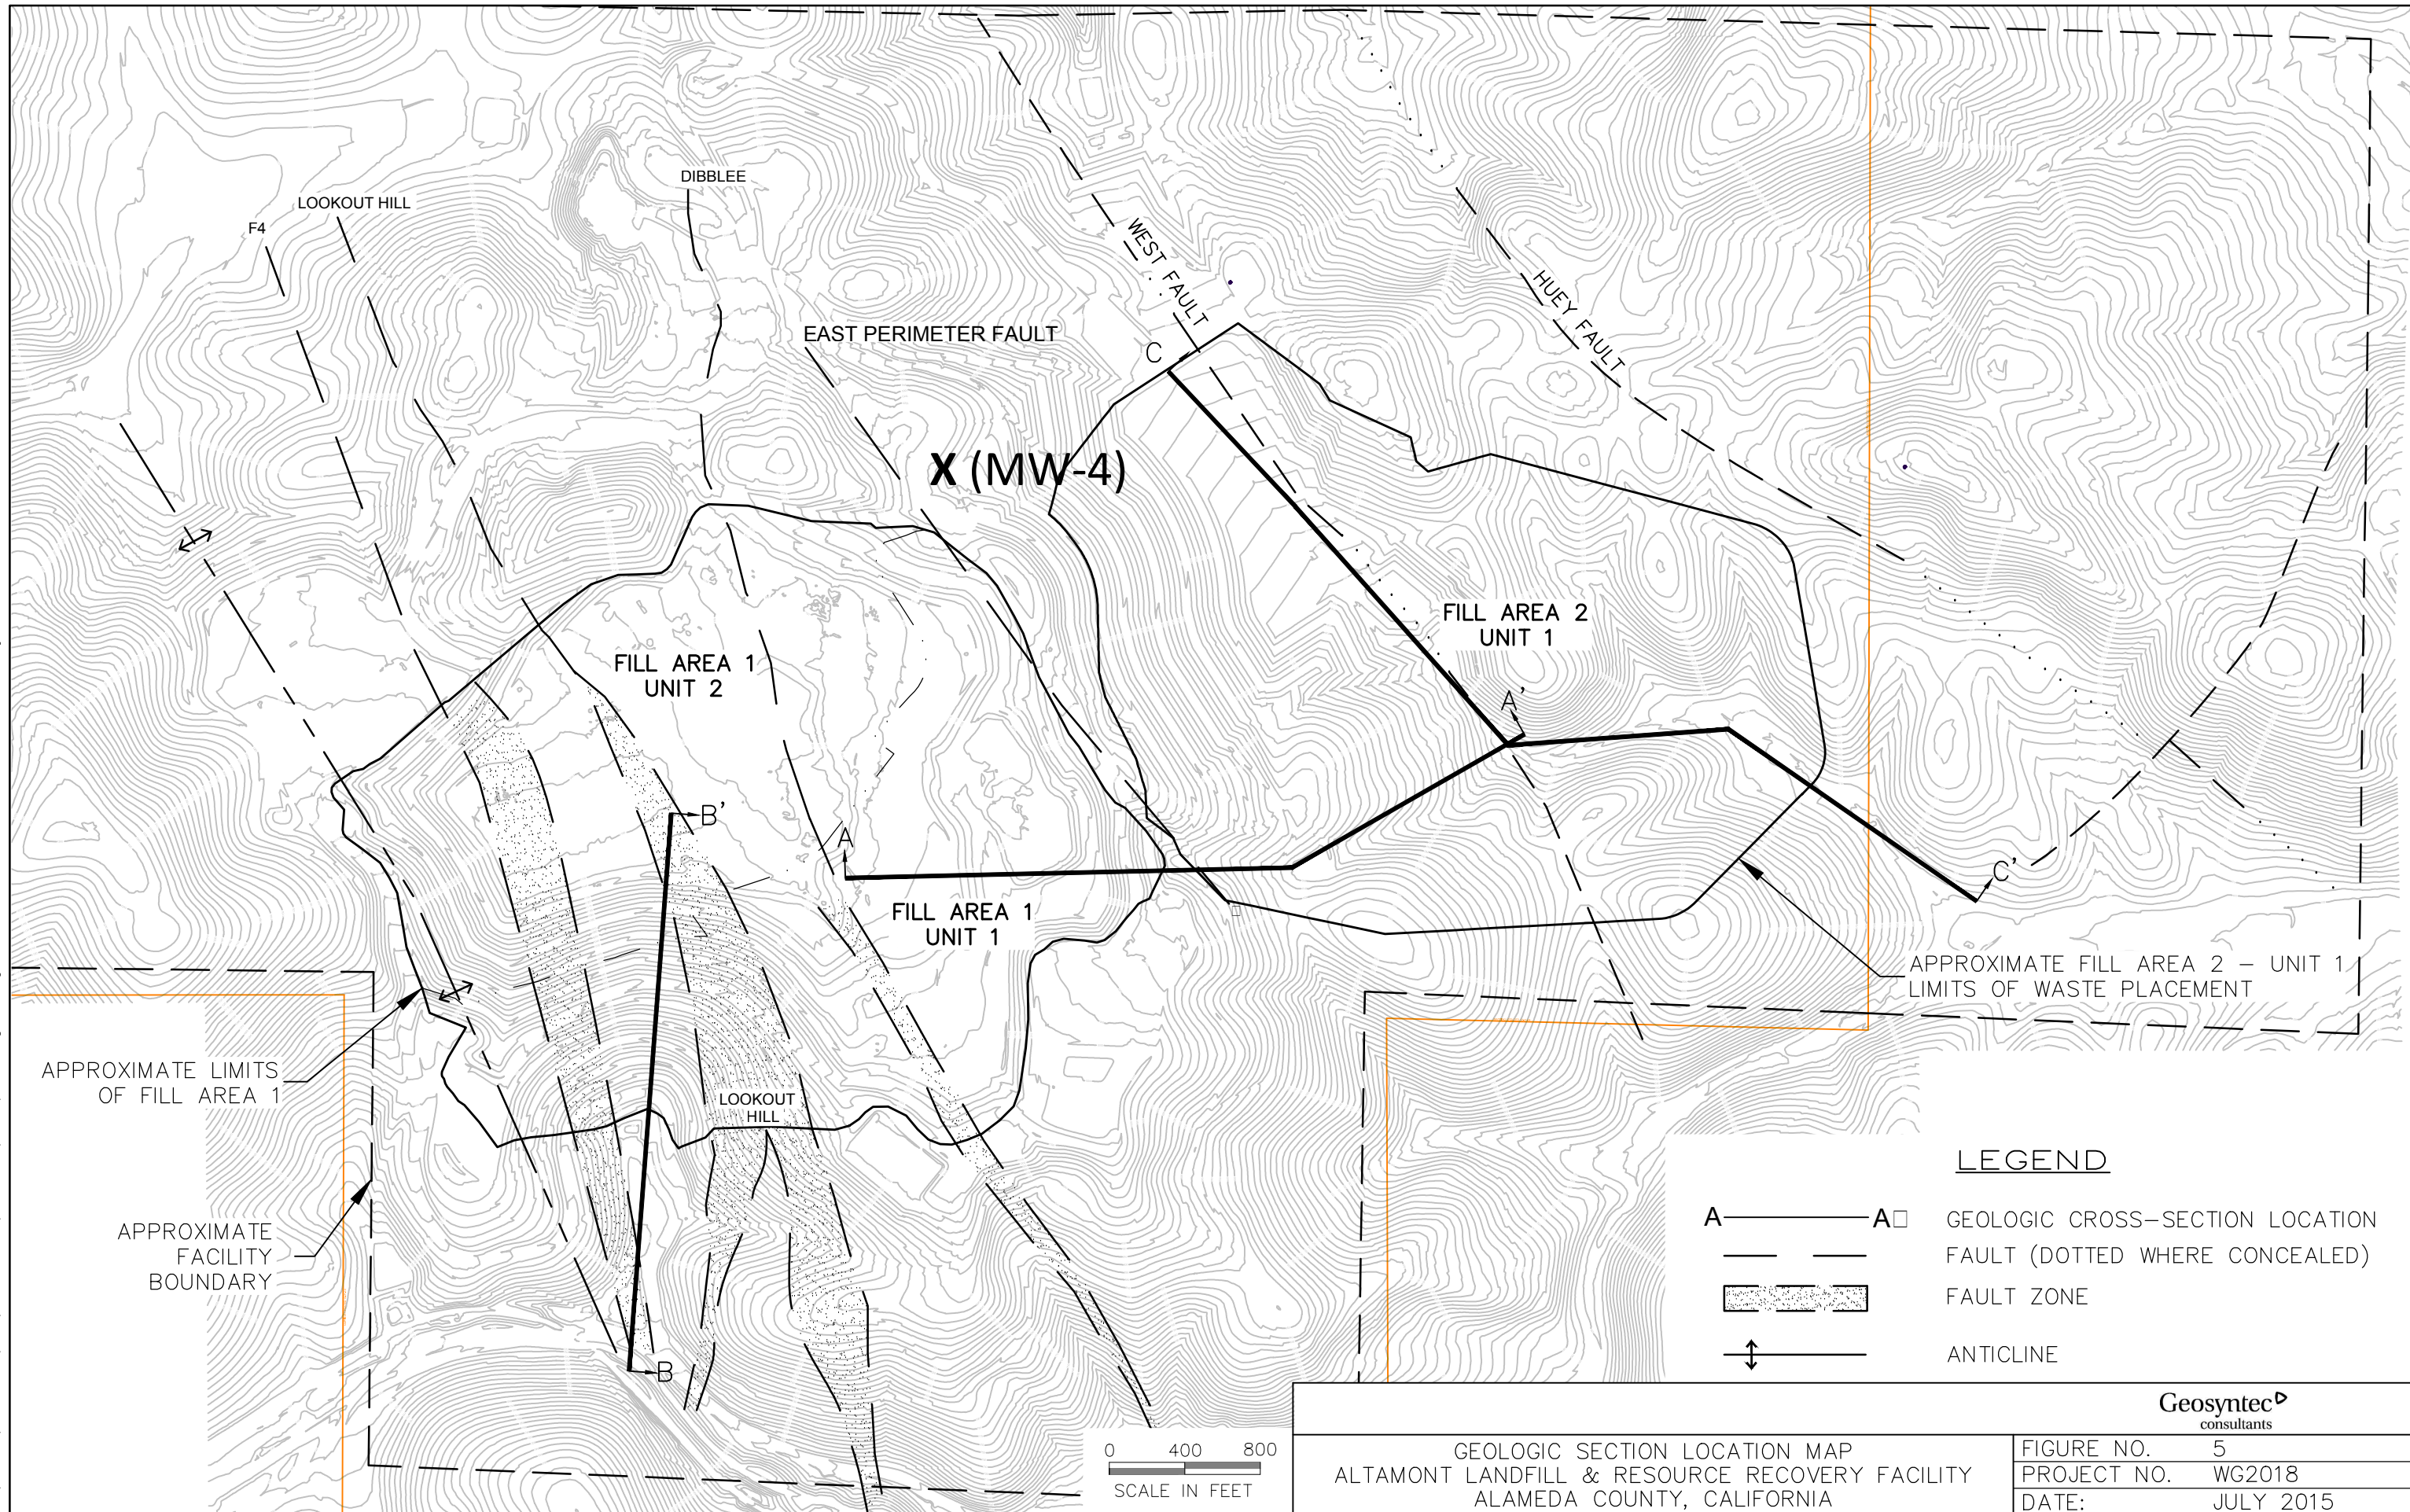 DIBBLEE
LOOKOUT HILL
F4
WEST FAULT
HUEY FAULT
EAST PERIMETER FAULT
C
X (MW-4)
FILL AREA 2
UNIT 1
FILL AREA 1
UNIT 2
A'
B'
A
C'
FILL AREA 1
UNIT 1
APPROXIMATE FILL AREA 2 - UNIT 1
LIMITS OF WASTE PLACEMENT
APPROXIMATE LIMITS
OF FILL AREA 1
LOOKOUT
HILL
APPROXIMATE
FACILITY
BOUNDARY
B
LEGEND
A A□ GEOLOGIC CROSS-SECTION LOCATION
FAULT (DOTTED WHERE CONCEALED)
FAULT ZONE
ANTICLINE
0 400 800
SCALE IN FEET
Geosyntec
consultants
GEOLOGIC SECTION LOCATION MAP
ALTAMONT LANDFILL & RESOURCE RECOVERY FACILITY
ALAMEDA COUNTY, CALIFORNIA
FIGURE NO. 5
PROJECT NO. WG2018
DATE: JULY 2015